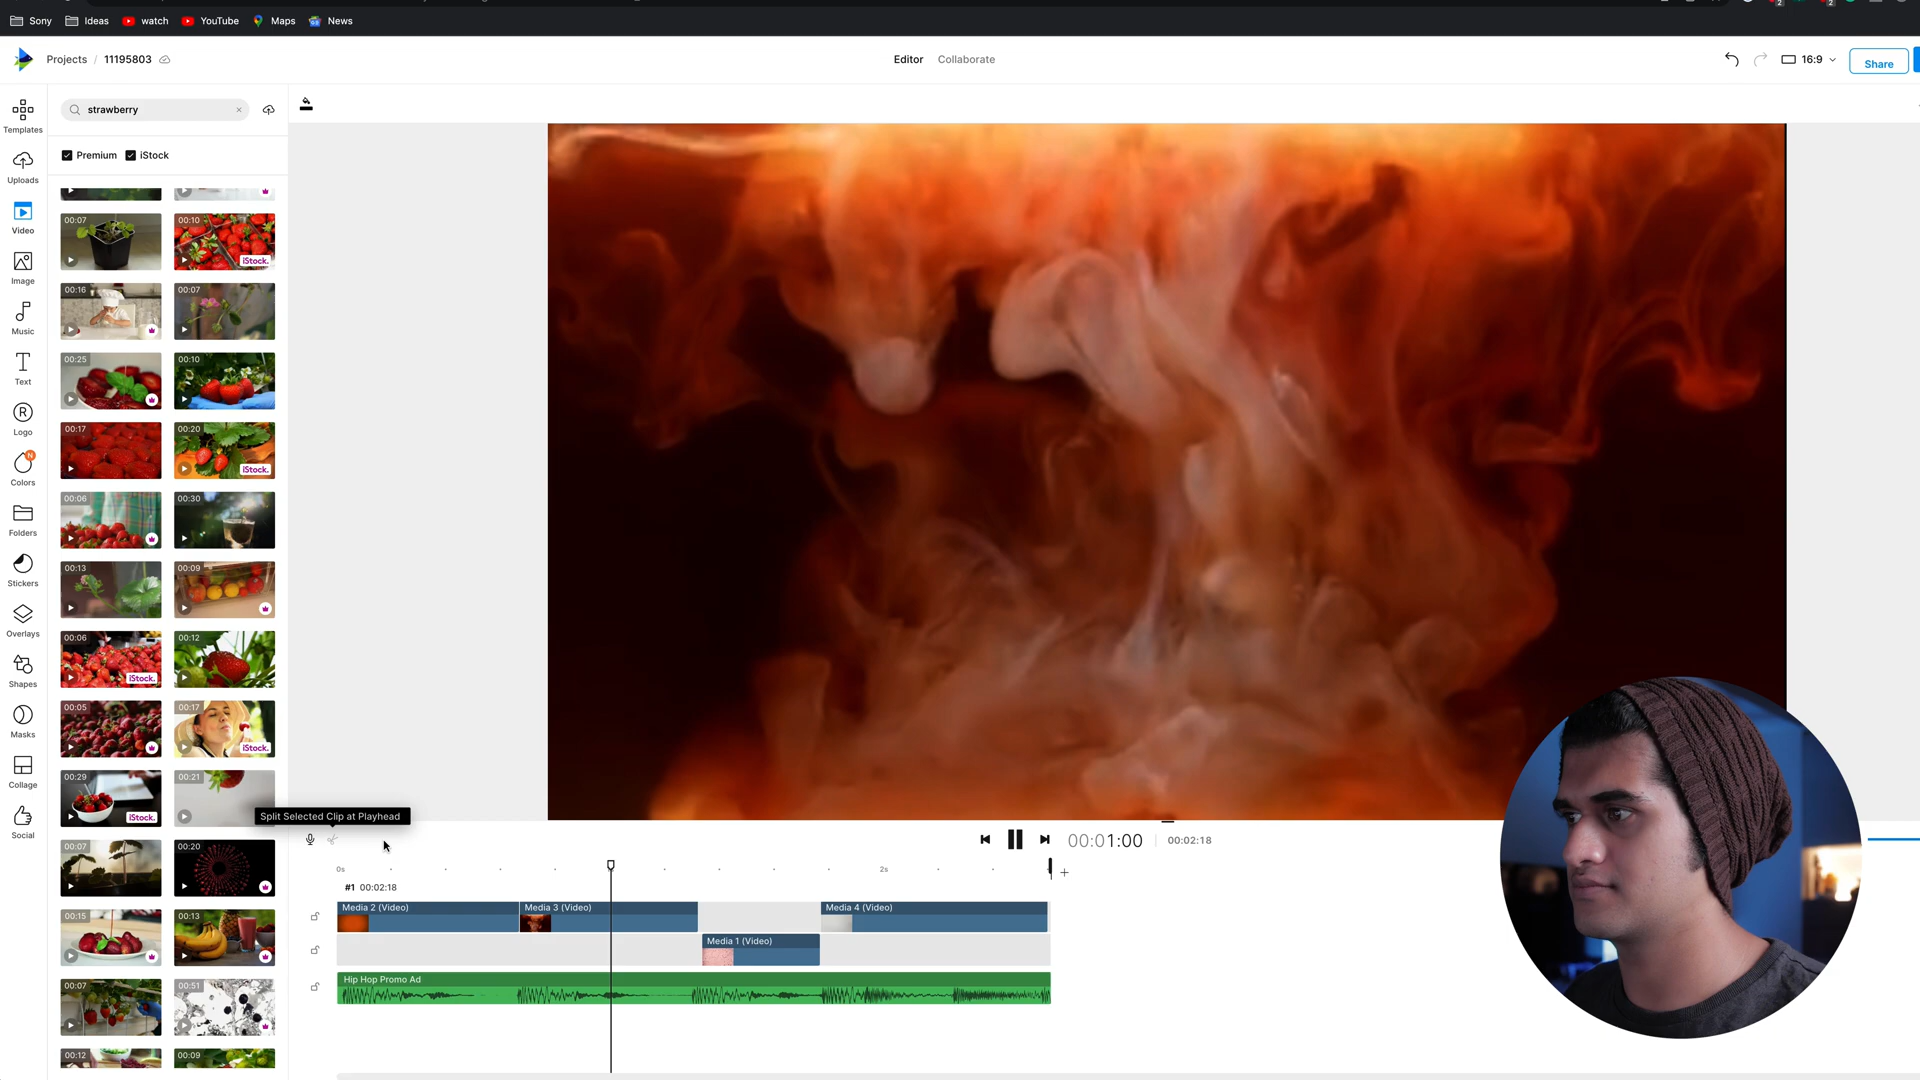 Sony
Ideas
watch
YouTube
Maps
News
Projects / 11195803
Editor
Collaborate
16:9
Share
Templates
Uploads
Video
Image
Music
Text
Logo
Colors
Folders
Stickers
Overlays
Shapes
Masks
Collage
Social
strawberry
Premium
iStock
00:07
00:10
iStock.
00:16
00:07
00:25
00:10
00:17
00:20
iStock.
00:06
00:30
00:13
00:09
00:06
iStock.
00:12
00:05
00:17
iStock.
00:29
iStock.
00:21
00:07
00:20
00:15
00:13
00:07
00:51
00:12
00:09
Split Selected Clip at Playhead
00:01:00
00:02:18
0s
2s
#1 00:02:18
Media 2 (Video)
Media 3 (Video)
Media 4 (Video)
Media 1 (Video)
Hip Hop Promo Ad